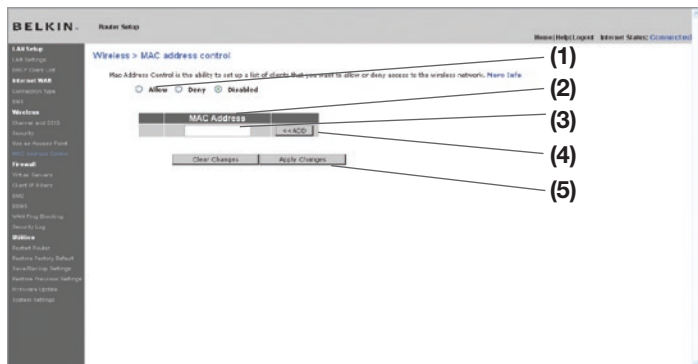 BELKIN
Router Setup
Home|Help|Logout Internet Status: Connected
LAN Setup
LAN Settings
DHCP Client List
Internet WAN
Connection Type
DNS
Wireless
Channel and SSID
Security
Use as Access Point
MAC Address Control
Firewall
Virtual Servers
Client IP Filters
DMZ
DDNS
WAN Ping Blocking
Security Log
Utilities
Restart Router
Restore Factory Default
Save/Backup Settings
Restore Previous Settings
Firmware Update
System Settings
Wireless > MAC address control
Mac Address Control is the ability to set up a list of clients that you want to allow or deny access to the wireless network. More Info
Allow Deny Disabled
MAC Address
<<ADD
Clear Changes Apply Changes
(1)
(2)
(3)
(4)
(5)